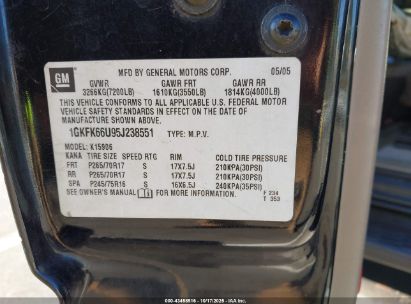 GM
MFD BY GENERAL MOTORS CORP. 05/05
GVWR GAWR FRT GAWR RR
3266KG(7200LB) 1610KG(3550LB) 1814KG(4000LB)
THIS VEHICLE CONFORMS TO ALL APPLICABLE U.S. FEDERAL MOTOR
VEHICLE SAFETY STANDARDS IN EFFECT ON THE DATE OF
MANUFACTURE SHOWN ABOVE.
1GKFK66U95J238551 TYPE: M.P.V.
MODEL: K15906
KANA TIRE SIZE SPEED RTG RIM COLD TIRE PRESSURE
FRT P265/70R17 S 17X7.5J 210KPA(30PSI)
RR P265/70R17 S 17X7.5J 210KPA(30PSI)
SPA P245/75R16 S 16X6.5J 240KPA(35PSI)
SEE OWNER'S MANUAL FOR MORE INFORMATION.
F 234
T 353
000-43468516 - 10/17/2025 - www.iaai.com